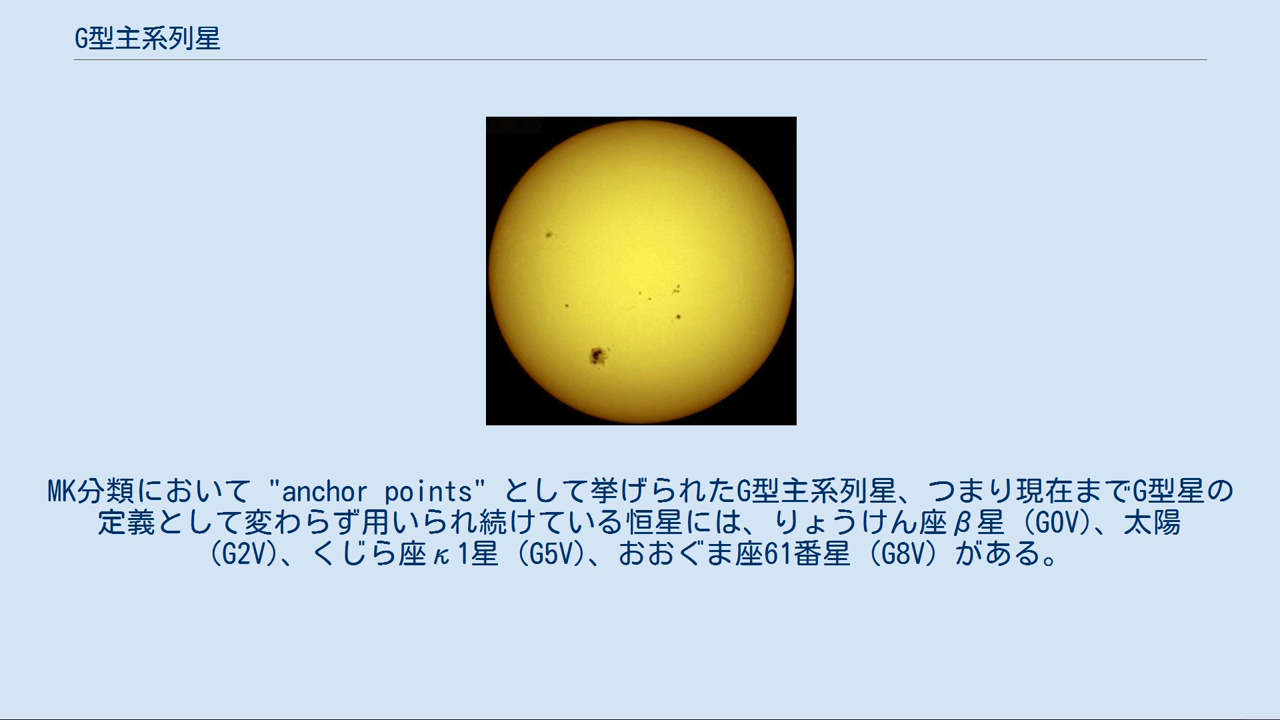 G型主系列星
MK分類において "anchor points" として挙げられたG型主系列星、つまり現在までG型星の
定義として変わらず用いられ続けている恒星には、りょうけん座β星（G0V）、太陽
（G2V）、くじら座κ1星（G5V）、おおぐま座61番星（G8V）がある。